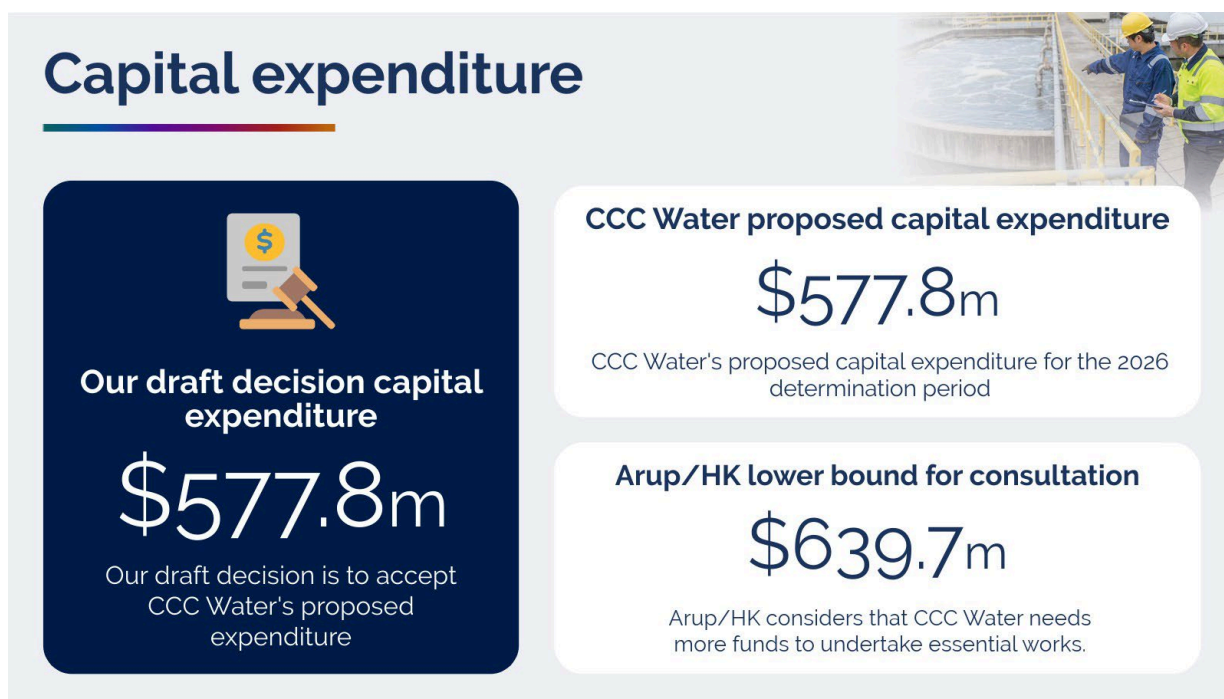 Capital expenditure
$
Our draft decision capital
expenditure
$577.8m
Our draft decision is to accept
CCC Water's proposed
expenditure
CCC Water proposed capital expenditure
$577.8m
CCC Water's proposed capital expenditure for the 2026
determination period
Arup/HK lower bound for consultation
$639.7m
Arup/HK considers that CCC Water needs
more funds to undertake essential works.